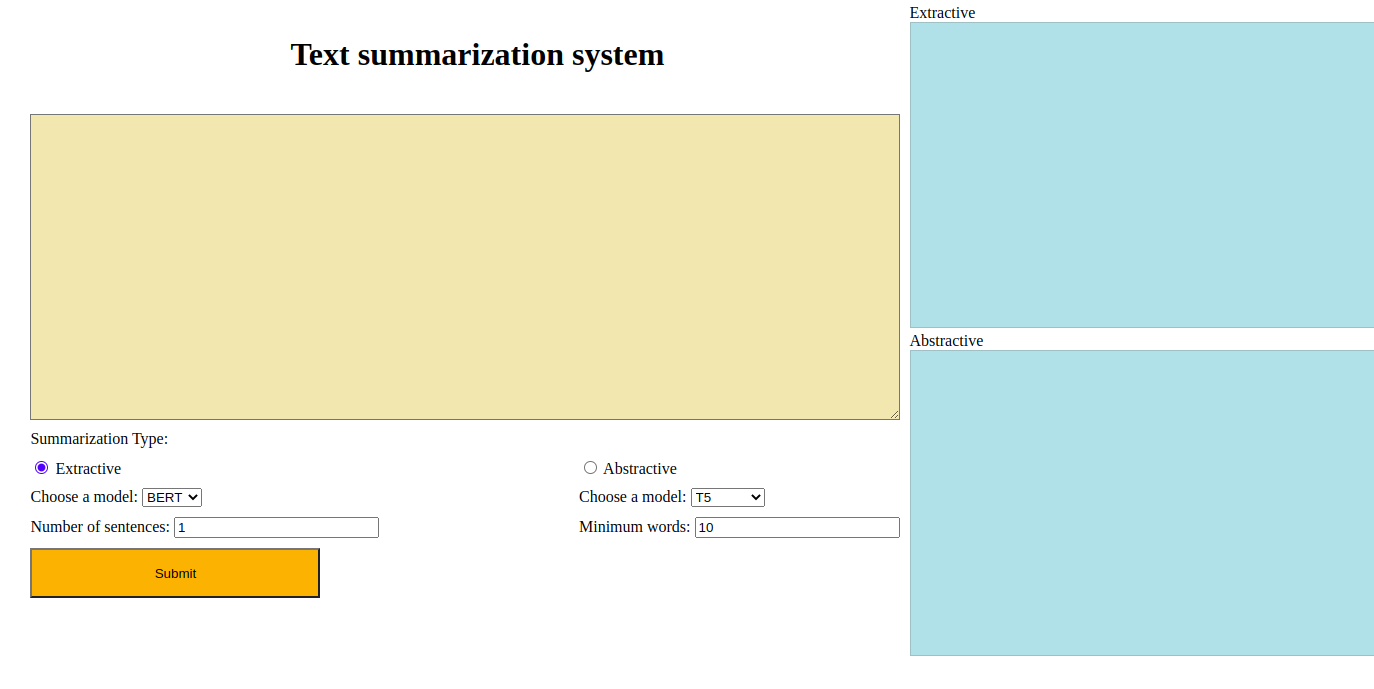 Text summarization system
Summarization Type:
Extractive
Choose a model: BERT
Number of sentences: 1
Abstractive
Choose a model: T5
Minimum words: 10
Submit
Extractive
Abstractive